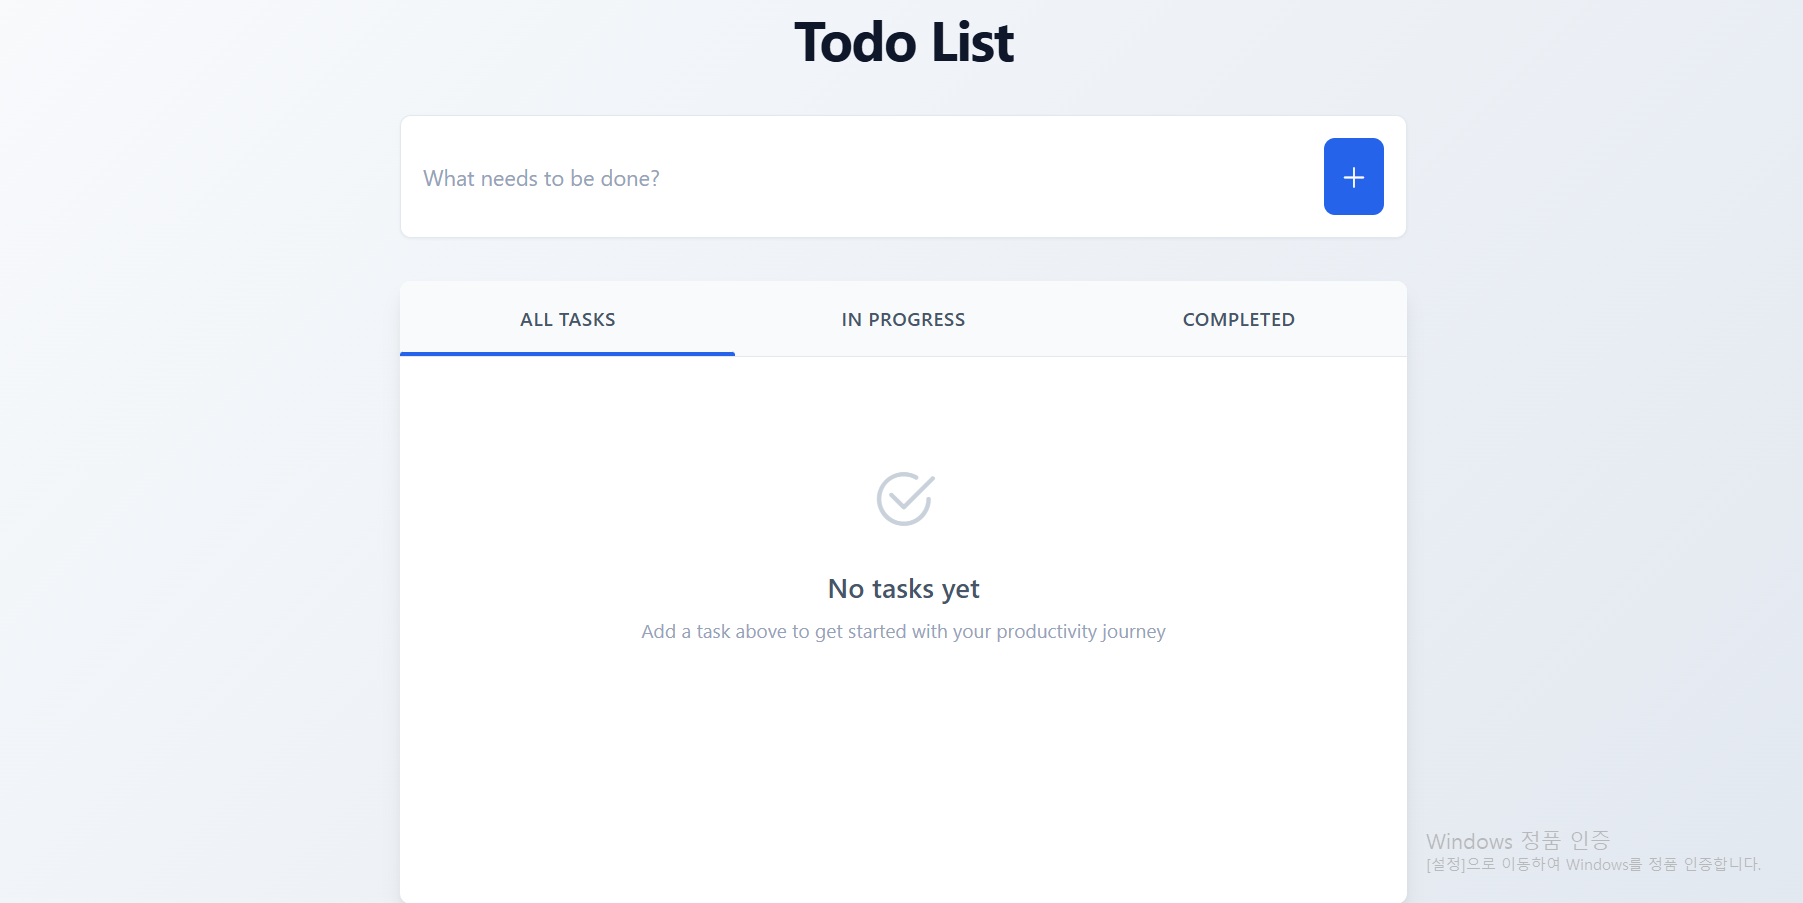 Todo List
What needs to be done?
ALL TASKS
IN PROGRESS
COMPLETED
No tasks yet
Add a task above to get started with your productivity journey
Windows 정품 인증
[설정]으로 이동하여 Windows를 정품 인증합니다.